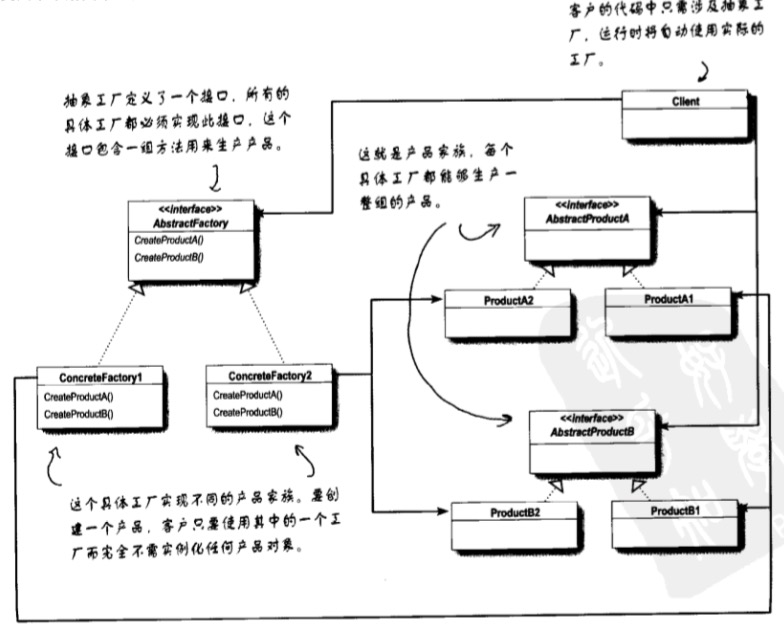 客户的代码中只需涉及抽象工
厂，运行时将自动使用实际的
工厂。
Client
抽象工厂定义了一个接口，所有的
具体工厂都必须实现此接口，这个
接口包含一组方法用来生产产品。
这就是产品家族，每个
具体工厂都能够生产一
整组的产品。
<<interface>>
AbstractFactory
CreateProductA()
CreateProductB()
<<interface>>
AbstractProductA
ProductA2
ProductA1
ConcreteFactory1
CreateProductA()
CreateProductB()
ConcreteFactory2
CreateProductA()
CreateProductB()
<<interface>>
AbstractProductB
ProductB2
ProductB1
这个具体工厂实现不同的产品家族。要创
建一个产品，客户只要使用其中的一个工
厂而完全不需实例化任何产品对象。